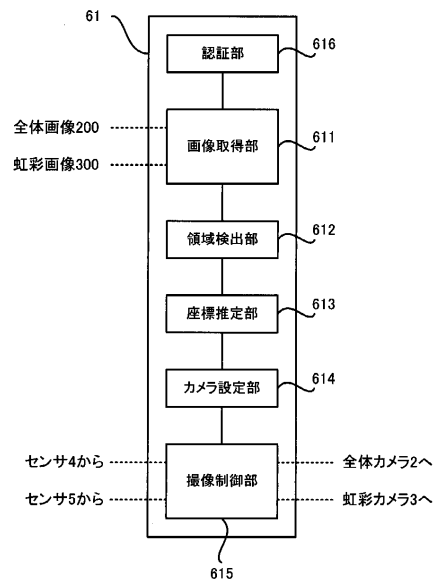 61
認証部
616
全体画像200
画像取得部
611
虹彩画像300
領域検出部
612
座標推定部
613
カメラ設定部
614
センサ4から
撮像制御部
全体カメラ2へ
センサ5から
虹彩カメラ3へ
615